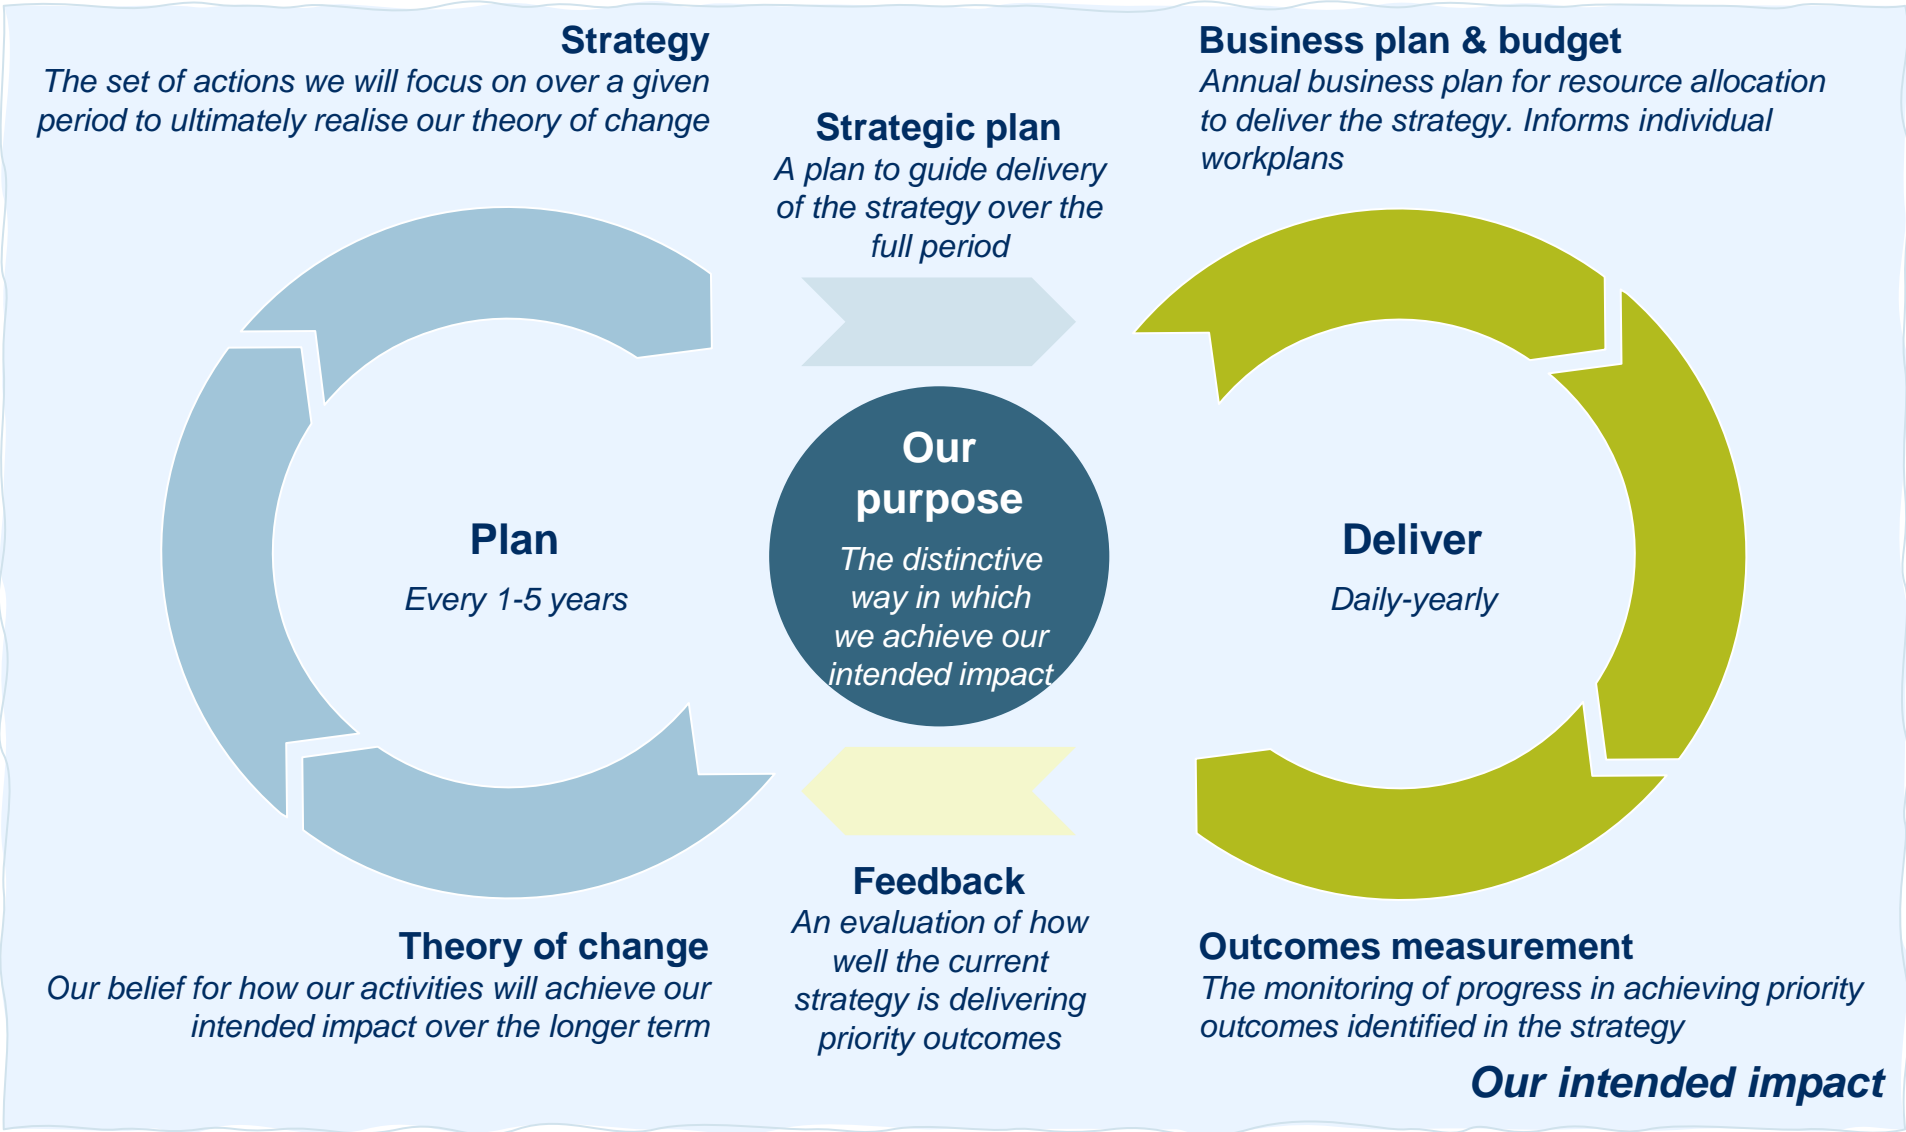 Strategy
The set of actions we will focus on over a given
period to ultimately realise our theory of change
Strategic plan
A plan to guide delivery
of the strategy over the
full period
Business plan & budget
Annual business plan for resource allocation
to deliver the strategy. Informs individual
workplans
Plan
Every 1-5 years
Our
purpose
The distinctive
way in which
we achieve our
intended impact
Deliver
Daily-yearly
Theory of change
Our belief for how our activities will achieve our
intended impact over the longer term
Feedback
An evaluation of how
well the current
strategy is delivering
priority outcomes
Outcomes measurement
The monitoring of progress in achieving priority
outcomes identified in the strategy
Our intended impact